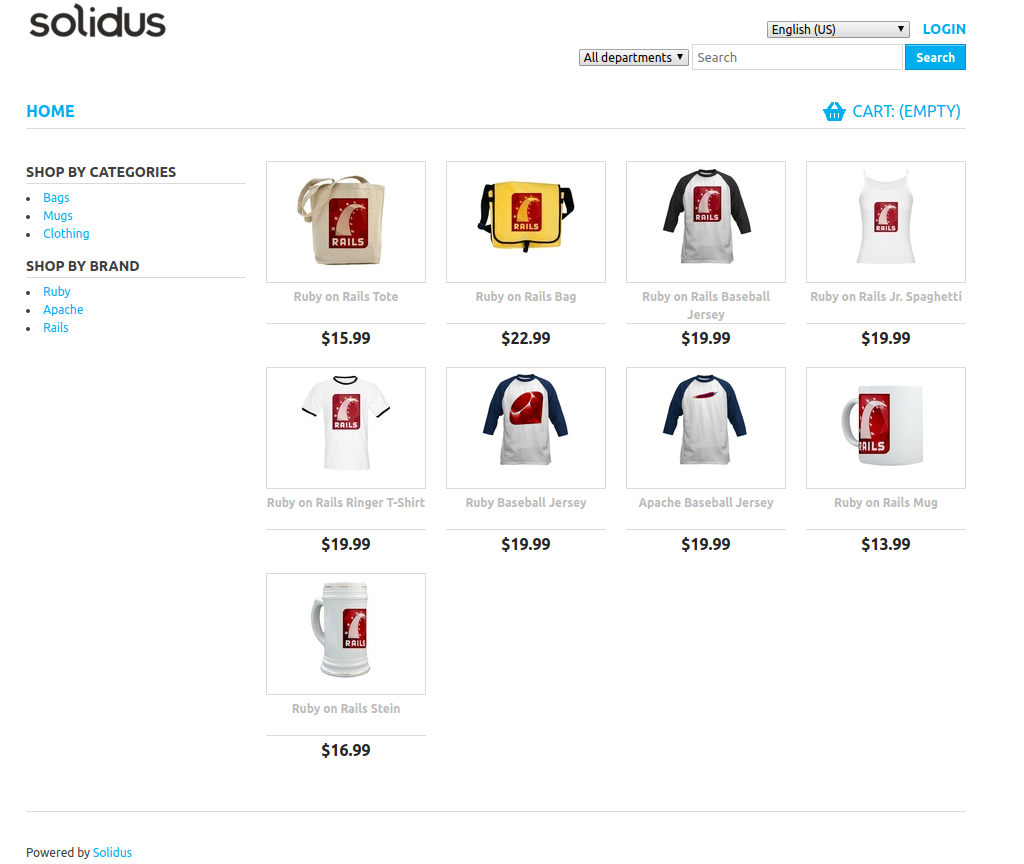 solidus
English (US)
LOGIN
All departments
Search
Search
HOME
CART: (EMPTY)
SHOP BY CATEGORIES
Bags
Mugs
Clothing
SHOP BY BRAND
Ruby
Apache
Rails
RAILS
RAILS
RAILS
RAILS
Ruby on Rails Tote
Ruby on Rails Bag
Ruby on Rails Baseball
Jersey
Ruby on Rails Jr. Spaghetti
$15.99
$22.99
$19.99
$19.99
RAILS
RAILS
Ruby on Rails Ringer T-Shirt
Ruby Baseball Jersey
Apache Baseball Jersey
Ruby on Rails Mug
$19.99
$19.99
$19.99
$13.99
RAILS
Ruby on Rails Stein
$16.99
Powered by Solidus